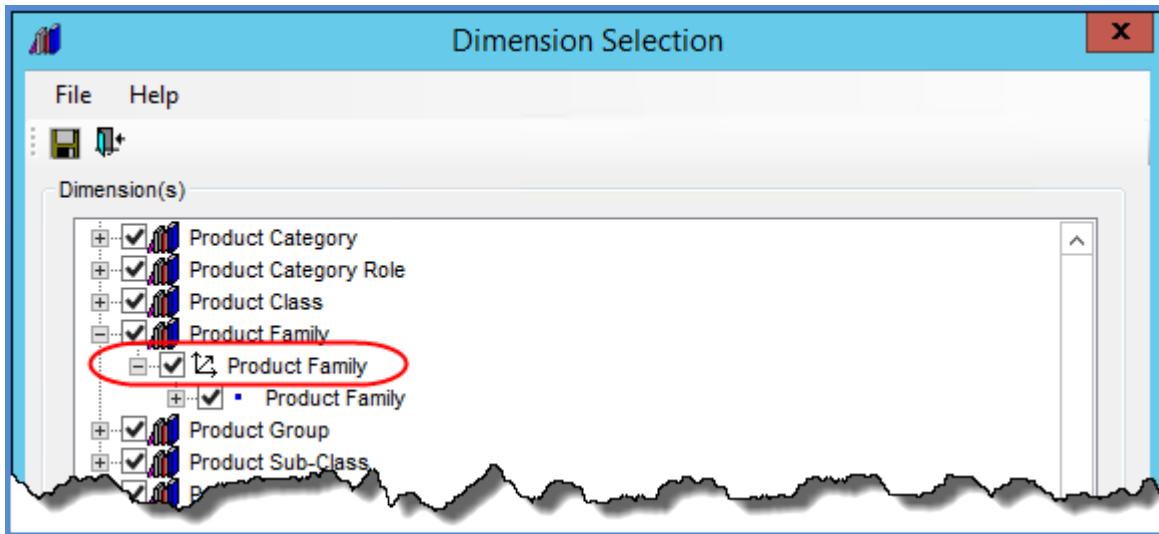 Dimension Selection
x
File Help
Dimension(s)
Product Category
Product Category Role
Product Class
Product Family
Product Family
Product Family
Product Group
Product Sub-Class